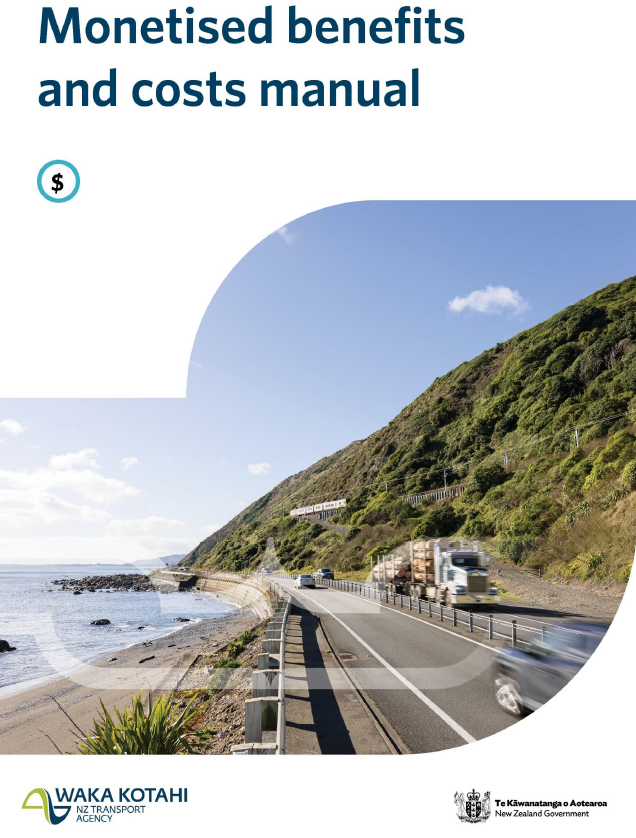 Monetised benefits
and costs manual
$
WAKA KOTAHI
NZ TRANSPORT
AGENCY
Te Kāwanatanga o Aotearoa
New Zealand Government